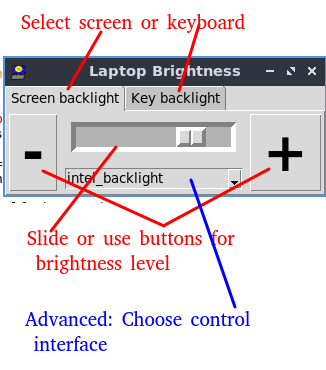 Select screen or keyboard
Laptop Brightness
Screen backlight Key backlight
- +
intel_backlight
Slide or use buttons for
brightness level
Advanced: Choose control
interface